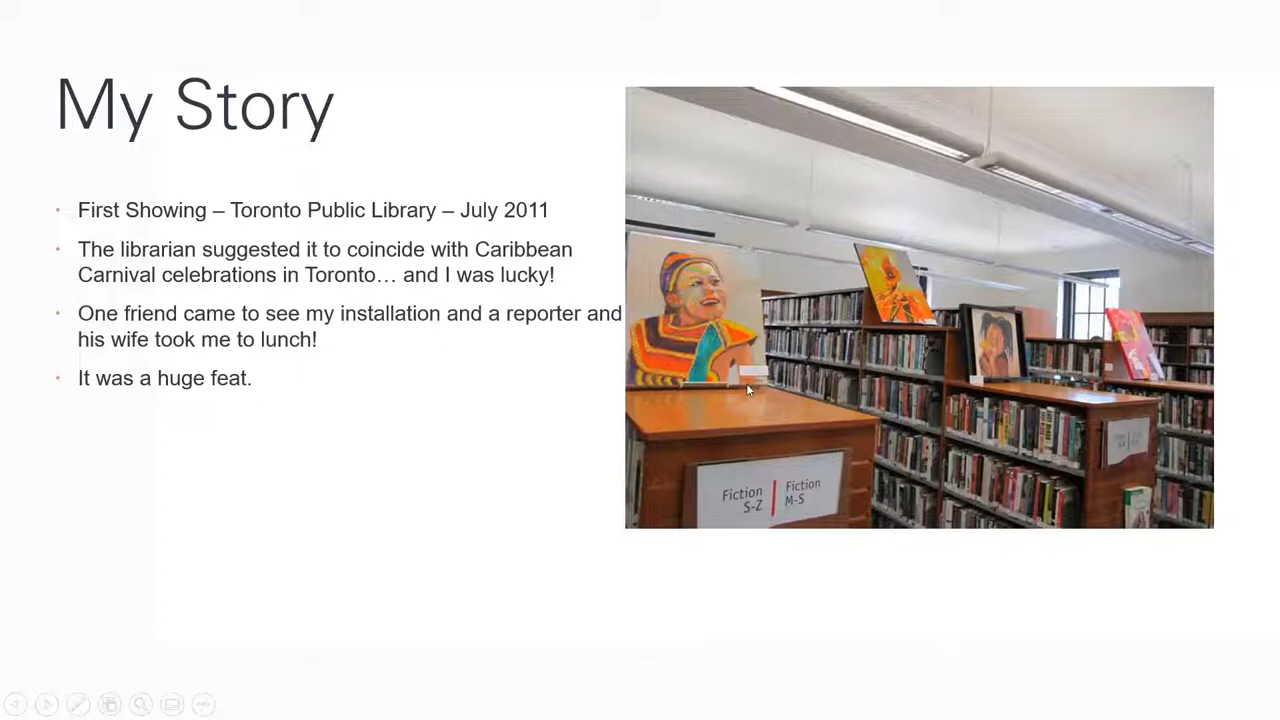 My Story
First Showing – Toronto Public Library – July 2011
The librarian suggested it to coincide with Caribbean
Carnival celebrations in Toronto… and I was lucky!
One friend came to see my installation and a reporter and
his wife took me to lunch!
It was a huge feat.
Fiction
S-Z
Fiction
M-S